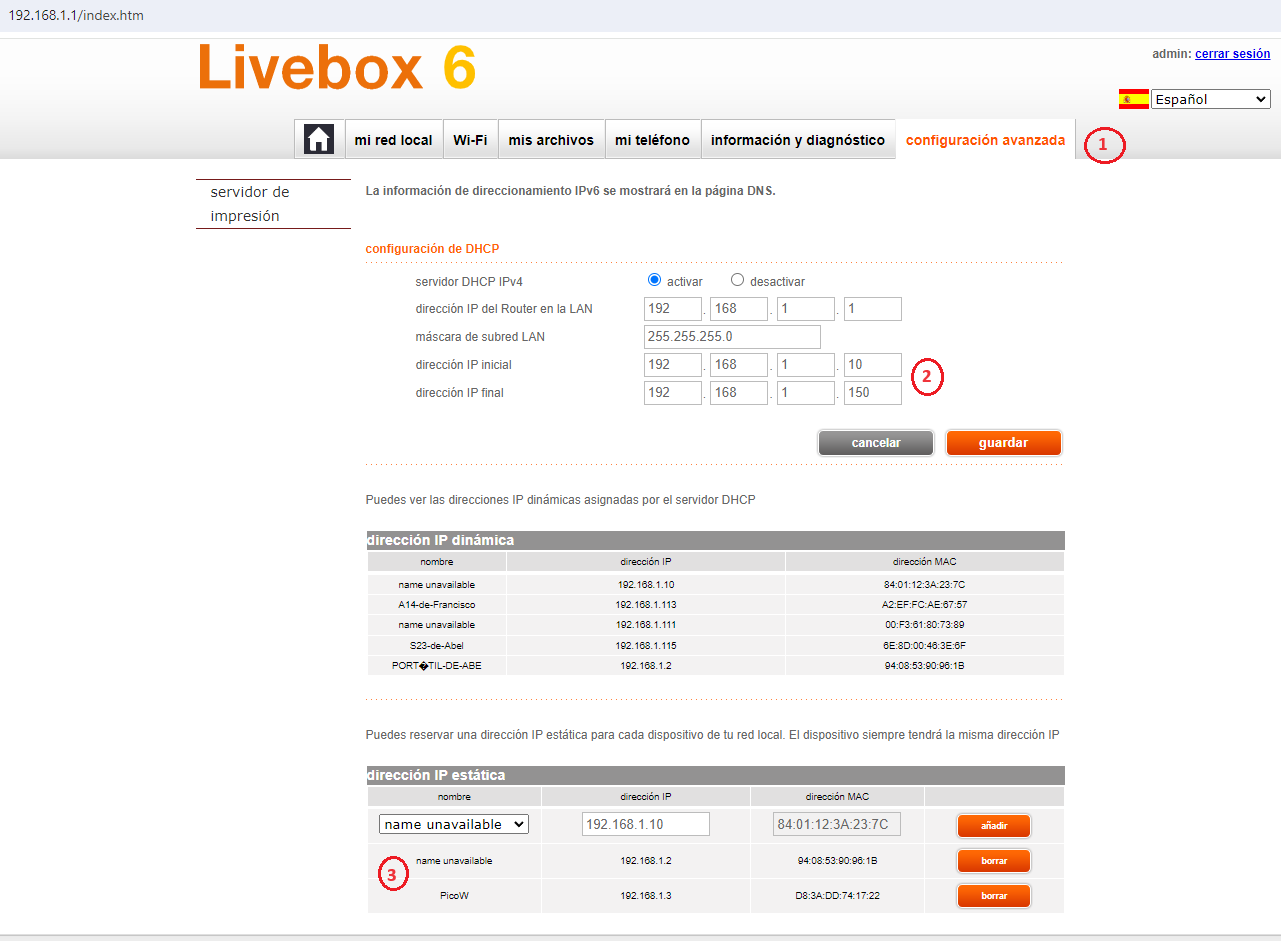 192.168.1.1/index.htm
Livebox 6
admin: cerrar sesión
Español
mi red local Wi-Fi mis archivos mi teléfono información y diagnóstico configuración avanzada 1
servidor de
impresión
La información de direccionamiento IPv6 se mostrará en la página DNS.
configuración de DHCP
servidor DHCP IPv4 activar desactivar
dirección IP del Router en la LAN 192 . 168 . 1 . 1
máscara de subred LAN 255.255.255.0
dirección IP inicial 192 . 168 . 1 . 10
2
dirección IP final 192 . 168 . 1 . 150
cancelar guardar
Puedes ver las direcciones IP dinámicas asignadas por el servidor DHCP
dirección IP dinámica
nombre dirección IP dirección MAC
name unavailable 192.168.1.10 84:01:12:3A:23:7C
A14-de-Francisco 192.168.1.113 A2:EF:FC:AE:67:57
name unavailable 192.168.1.111 00:F3:61:80:73:89
S23-de-Abel 192.168.1.115 6E:8D:00:46:3E:6F
PORT�TIL-DE-ABE 192.168.1.2 94:08:53:90:96:1B
Puedes reservar una dirección IP estática para cada dispositivo de tu red local. El dispositivo siempre tendrá la misma dirección IP
dirección IP estática
nombre dirección IP dirección MAC
name unavailable 192.168.1.10 84:01:12:3A:23:7C añadir
name unavailable 192.168.1.2 94:08:53:90:96:1B borrar
3
PicoW 192.168.1.3 D8:3A:DD:74:17:22 borrar